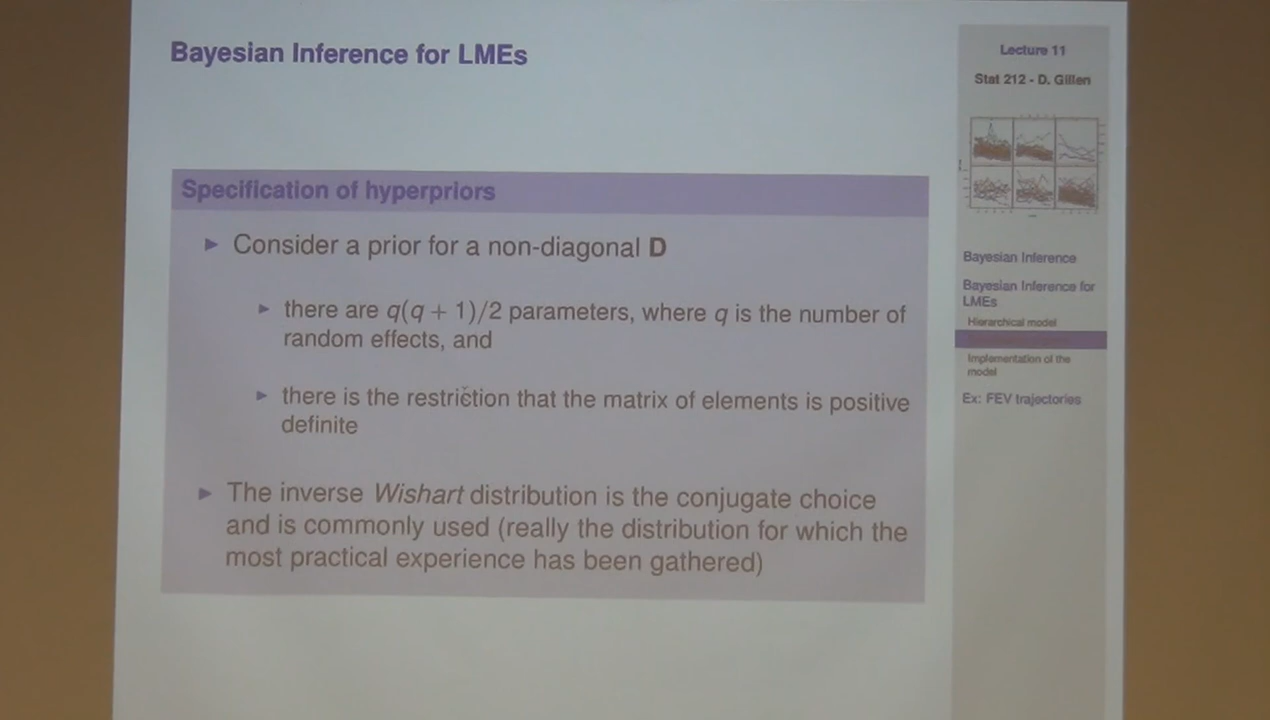 Bayesian Inference for LMEs
Specification of hyperpriors
► Consider a prior for a non-diagonal D
► there are q(q + 1)/2 parameters, where q is the number of
random effects, and
► there is the restriction that the matrix of elements is positive
definite
► The inverse Wishart distribution is the conjugate choice
and is commonly used (really the distribution for which the
most practical experience has been gathered)
Lecture 11
Stat 212 - D. Gillen
Bayesian Inference
Bayesian Inference for
LMEs
Hierarchical model
Implementation of the
model
Ex: FEV trajectories